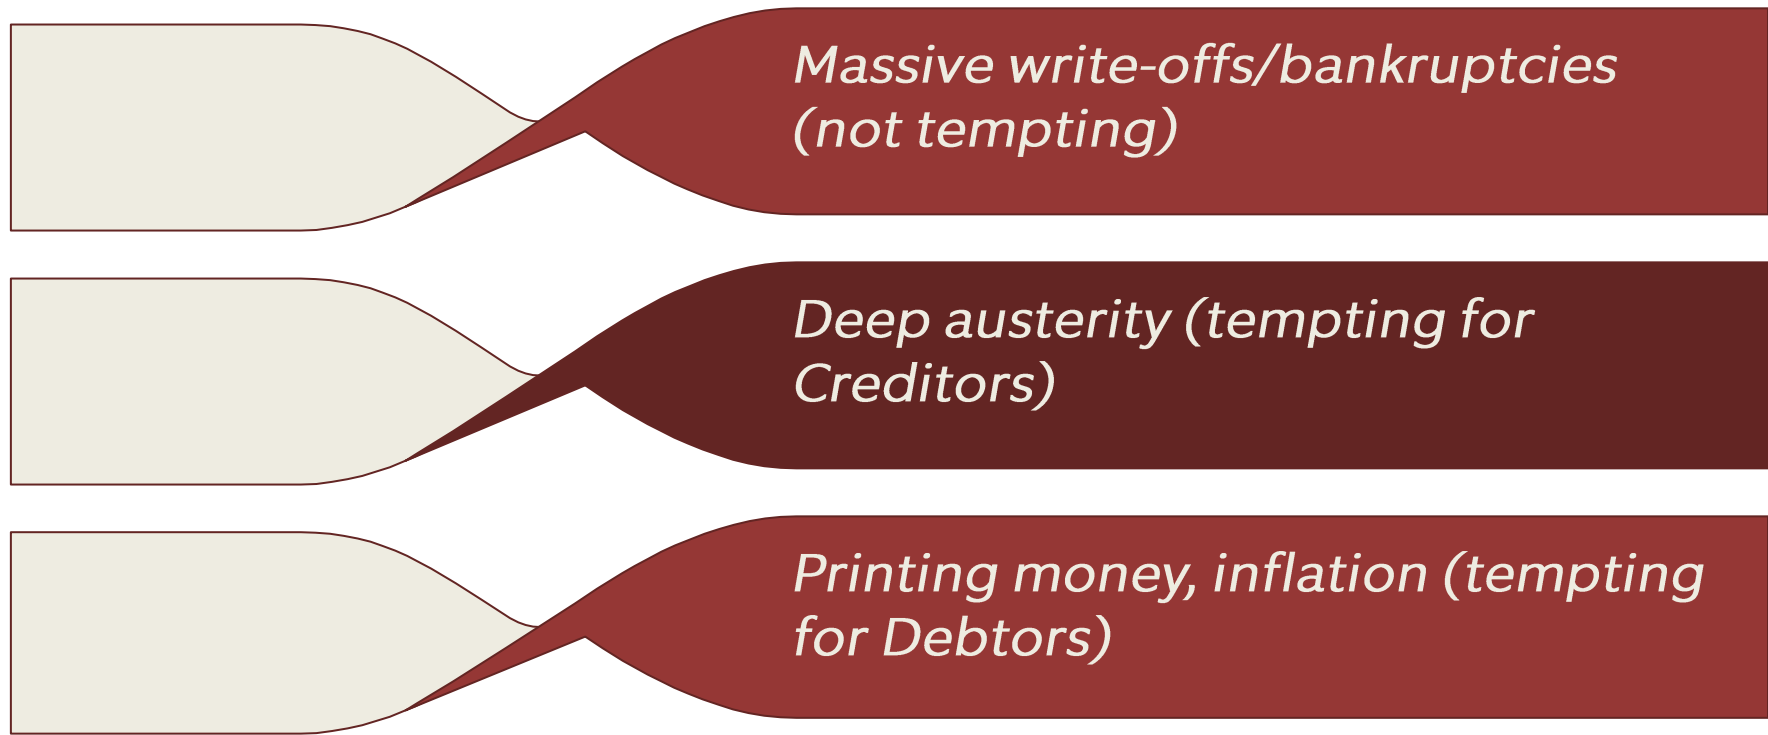 Massive write-offs/bankruptcies
(not tempting)
Deep austerity (tempting for
Creditors)
Printing money, inflation (tempting
for Debtors)